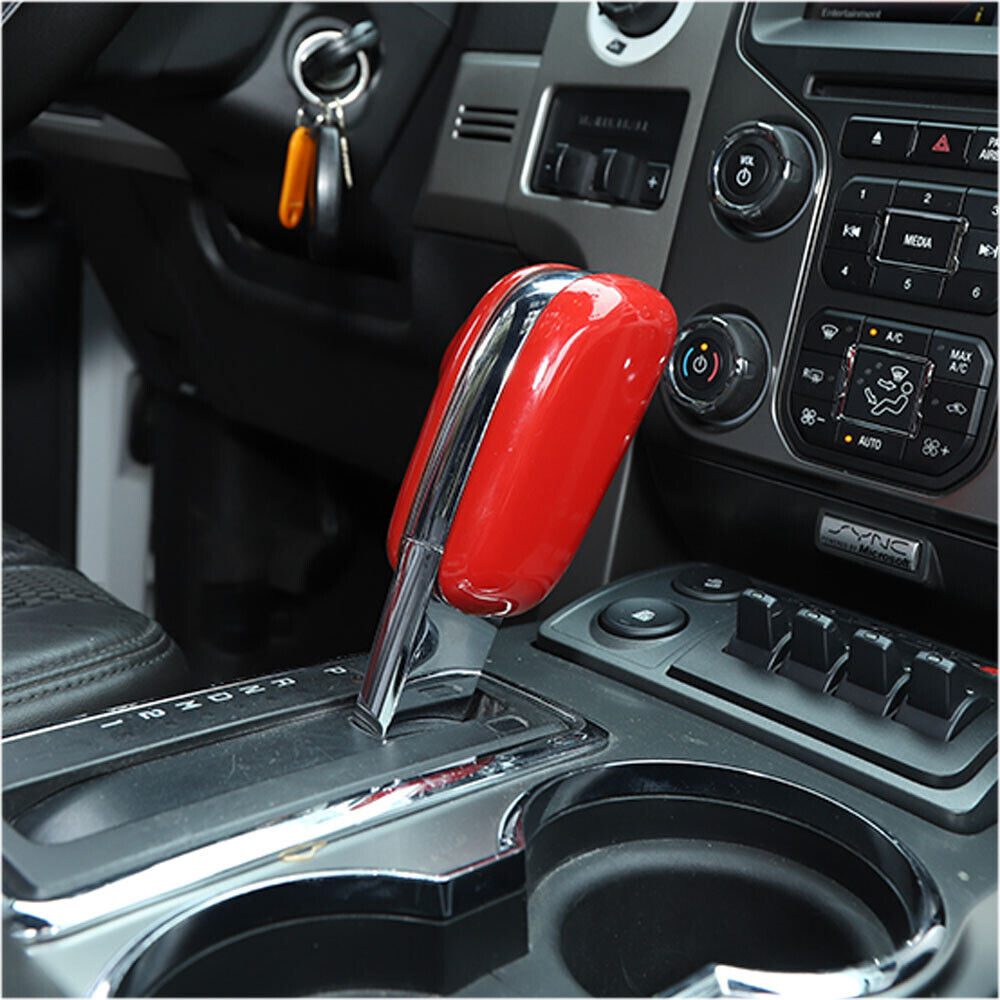 Entertainment
VOL
1
2
3
MEDIA
4
5
6
A/C
MAX
A/C
R
AUTO
SYNC
POWERED BY Microsoft
P
R
N
D
M
2
1